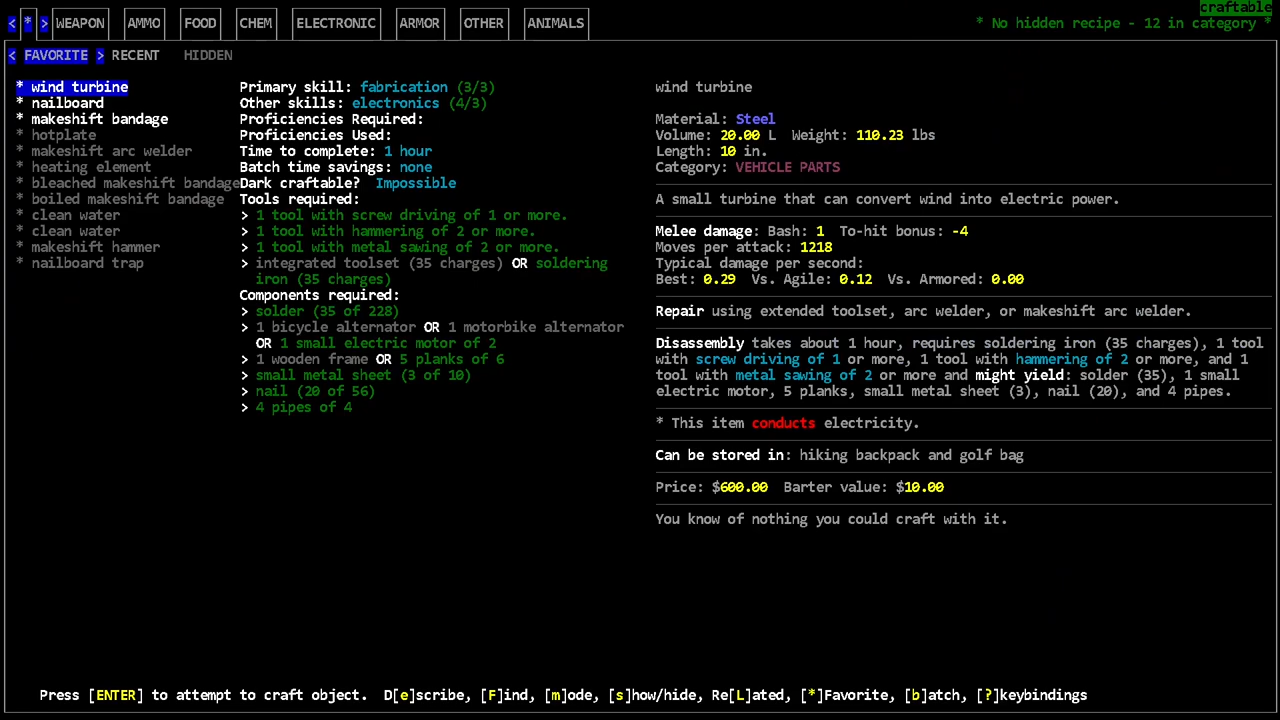 craftable
< * > WEAPON AMMO FOOD CHEM ELECTRONIC ARMOR OTHER ANIMALS * No hidden recipe - 12 in category *
< FAVORITE > RECENT HIDDEN
* wind turbine
* nailboard
* makeshift bandage
* hotplate
* makeshift arc welder
* heating element
* bleached makeshift bandage
* boiled makeshift bandage
* clean water
* clean water
* makeshift hammer
* nailboard trap
Primary skill: fabrication (3/3)
Other skills: electronics (4/3)
Proficiencies Required:
Proficiencies Used:
Time to complete: 1 hour
Batch time savings: none
Dark craftable?  Impossible
Tools required:
> 1 tool with screw driving of 1 or more.
> 1 tool with hammering of 2 or more.
> 1 tool with metal sawing of 2 or more.
> integrated toolset (35 charges) OR soldering
iron (35 charges)
Components required:
> solder (35 of 228)
> 1 bicycle alternator OR 1 motorbike alternator
OR 1 small electric motor of 2
> 1 wooden frame OR 5 planks of 6
> small metal sheet (3 of 10)
> nail (20 of 56)
> 4 pipes of 4
wind turbine
Material: Steel
Volume: 20.00 L  Weight: 110.23 lbs
Length: 10 in.
Category: VEHICLE PARTS
A small turbine that can convert wind into electric power.
Melee damage: Bash: 1  To-hit bonus: -4
Moves per attack: 1218
Typical damage per second:
Best: 0.29  Vs. Agile: 0.12  Vs. Armored: 0.00
Repair using extended toolset, arc welder, or makeshift arc welder.
Disassembly takes about 1 hour, requires soldering iron (35 charges), 1 tool
with screw driving of 1 or more, 1 tool with hammering of 2 or more, and 1
tool with metal sawing of 2 or more and might yield: solder (35), 1 small
electric motor, 5 planks, small metal sheet (3), nail (20), and 4 pipes.
* This item conducts electricity.
Can be stored in: hiking backpack and golf bag
Price: $600.00  Barter value: $10.00
You know of nothing you could craft with it.
Press [ENTER] to attempt to craft object.  D[e]scribe, [F]ind, [m]ode, [s]how/hide, Re[L]ated, [*]Favorite, [b]atch, [?]keybindings